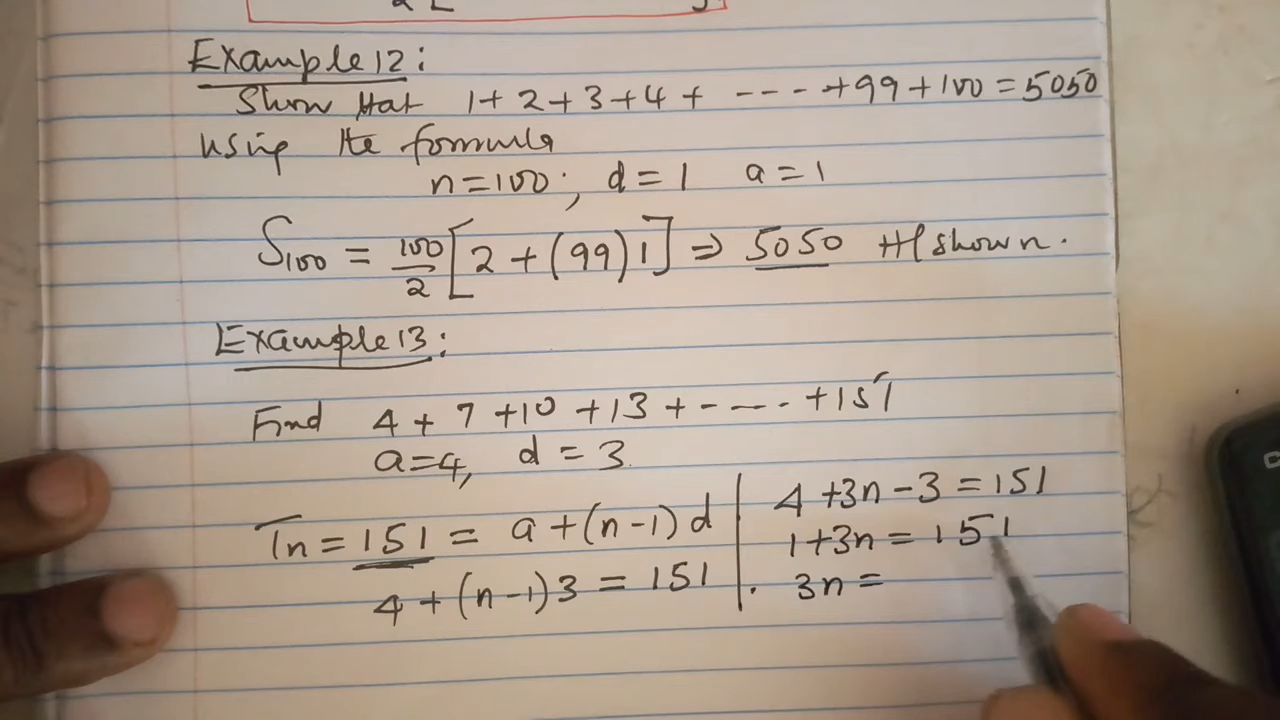 Example 12:
Show that 1+2+3+4+ ----+99+100=5050
using the formula
n=100; d=1 a=1
S100 = 100/2 [2+(99)1] ⇒ 5050 shown.
Example 13:
Find 4+7+10+13+----+151
a=4, d=3
Tn=151=a+(n-1)d
4+(n-1)3=151
4+3n-3=151
1+3n=151
3n=